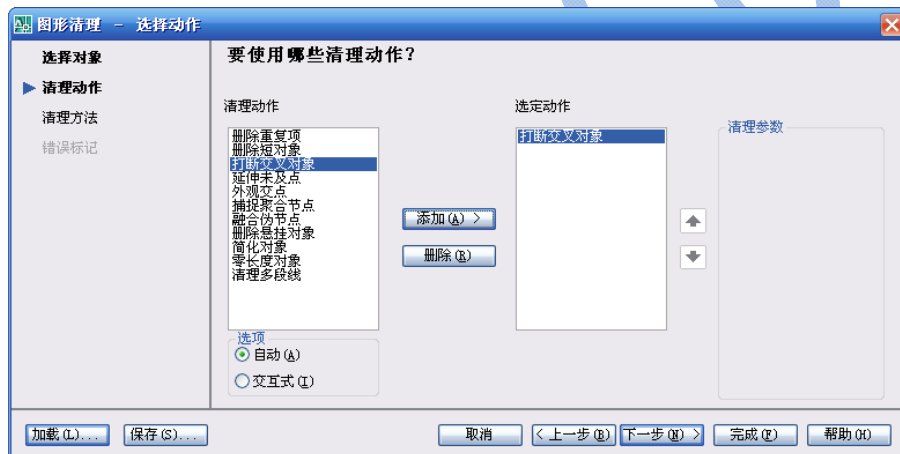 图形清理 - 选择动作
选择对象
清理动作
清理方法
错误标记
要使用哪些清理动作?
清理动作
删除重复项
删除短对象
打断交叉对象
延伸未及点
外观交点
捕捉聚合节点
融合伪节点
删除悬挂对象
简化对象
零长度对象
清理多段线
选项
自动(A)
交互式(I)
添加(A) >
删除(R)
选定动作
打断交叉对象
清理参数
加载(L)...
保存(S)...
取消
< 上一步(B)
下一步(N) >
完成(F)
帮助(H)